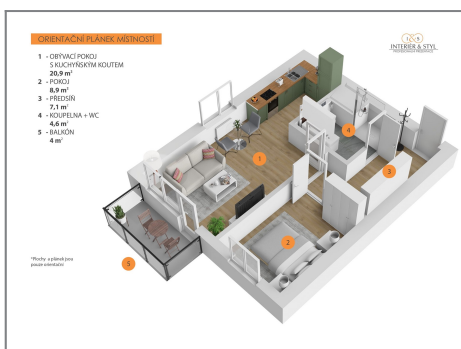 ORIENTAČNÍ PLÁNEK MÍSTNOSTÍ
1 - OBÝVACÍ POKOJ
S KUCHYŇSKÝM KOUTEM
20,9 m²
2 - POKOJ
8,9 m²
3 - PŘEDSÍŇ
7,1 m²
4 - KOUPELNA + WC
4,6 m²
5 - BALKÓN
4 m²
I S
INTERIÉR & STYL
1
2
3
4
5
*Plochy a plánek jsou
pouze orientační